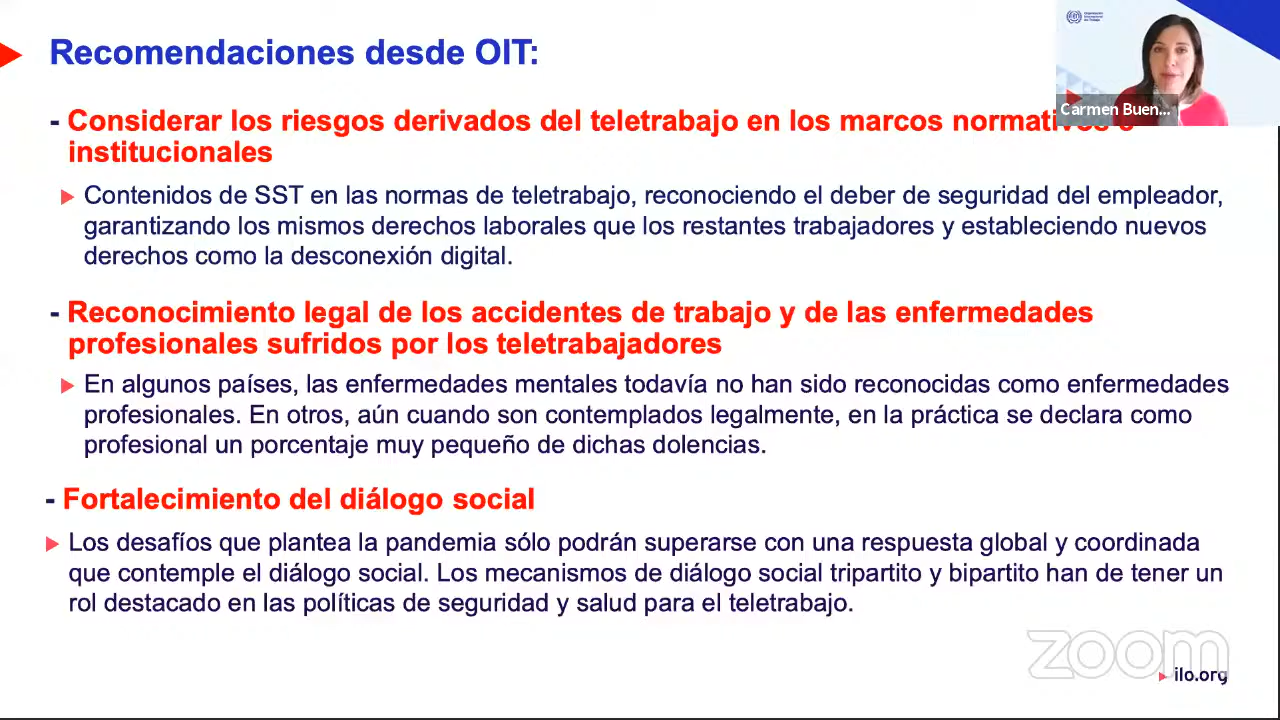 Recomendaciones desde OIT:
- Considerar los riesgos derivados del teletrabajo en los marcos normativos e
institucionales
Contenidos de SST en las normas de teletrabajo, reconociendo el deber de seguridad del empleador,
garantizando los mismos derechos laborales que los restantes trabajadores y estableciendo nuevos
derechos como la desconexión digital.
- Reconocimiento legal de los accidentes de trabajo y de las enfermedades
profesionales sufridos por los teletrabajadores
En algunos países, las enfermedades mentales todavía no han sido reconocidas como enfermedades
profesionales. En otros, aún cuando son contemplados legalmente, en la práctica se declara como
profesional un porcentaje muy pequeño de dichas dolencias.
- Fortalecimiento del diálogo social
Los desafíos que plantea la pandemia sólo podrán superarse con una respuesta global y coordinada
que contemple el diálogo social. Los mecanismos de diálogo social tripartito y bipartito han de tener un
rol destacado en las políticas de seguridad y salud para el teletrabajo.
Carmen Buen...
zoom
ilo.org